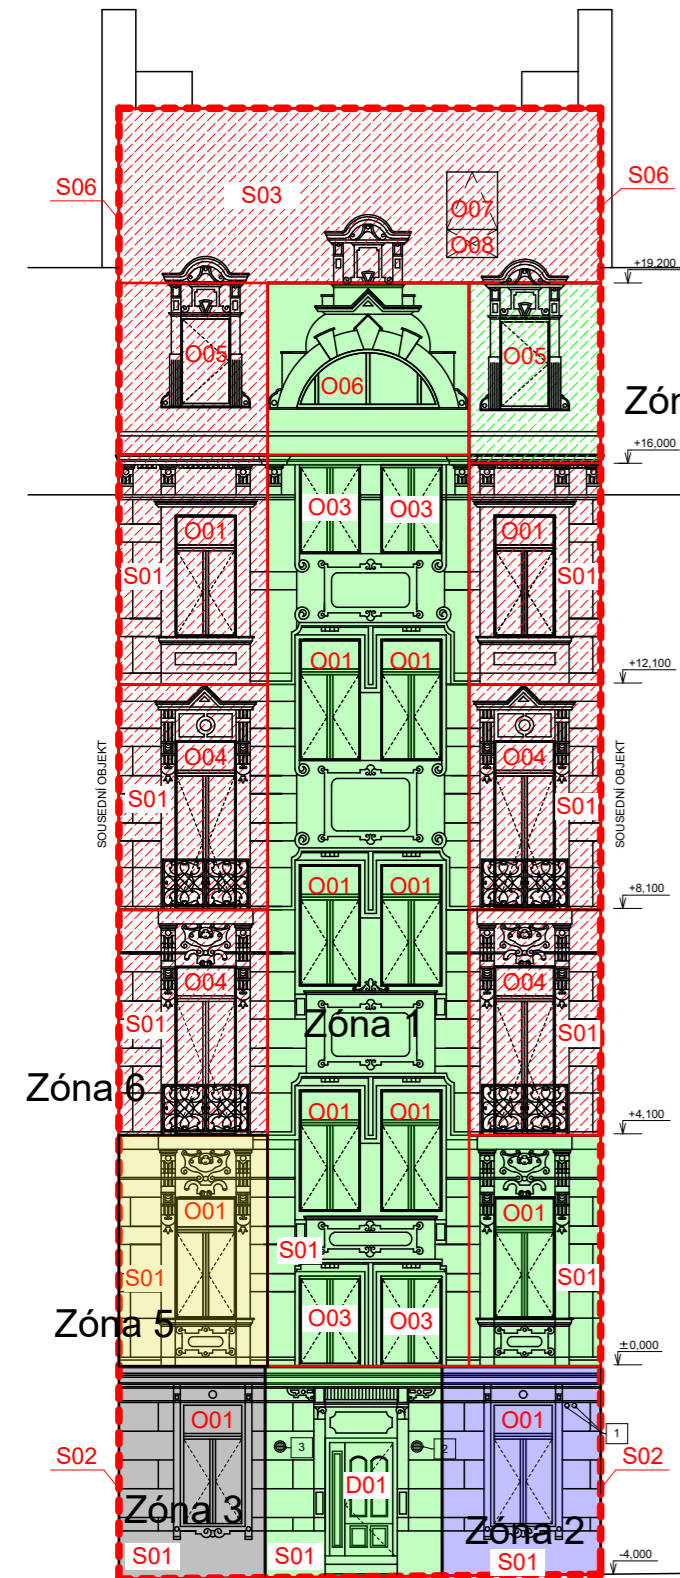 S06
S03
S06
O07
O08
+19,200
O05
O06
O05
Zón
+16,000
O03
O03
O01
O01
S01
S01
+12,100
O01
O01
O04
O04
SOUSEDNÍ OBJEKT
SOUSEDNÍ OBJEKT
S01
S01
+8,100
O01
O01
O04
O04
S01
Zóna 1
S01
Zóna 6
O01
O01
+4,100
O01
O01
S01
S01
S01
Zóna 5
O03
O03
±0,000
O01
O01
1
3
2
S02
D01
S02
Zóna 3
Zóna 2
S01
S01
S01
-4,000